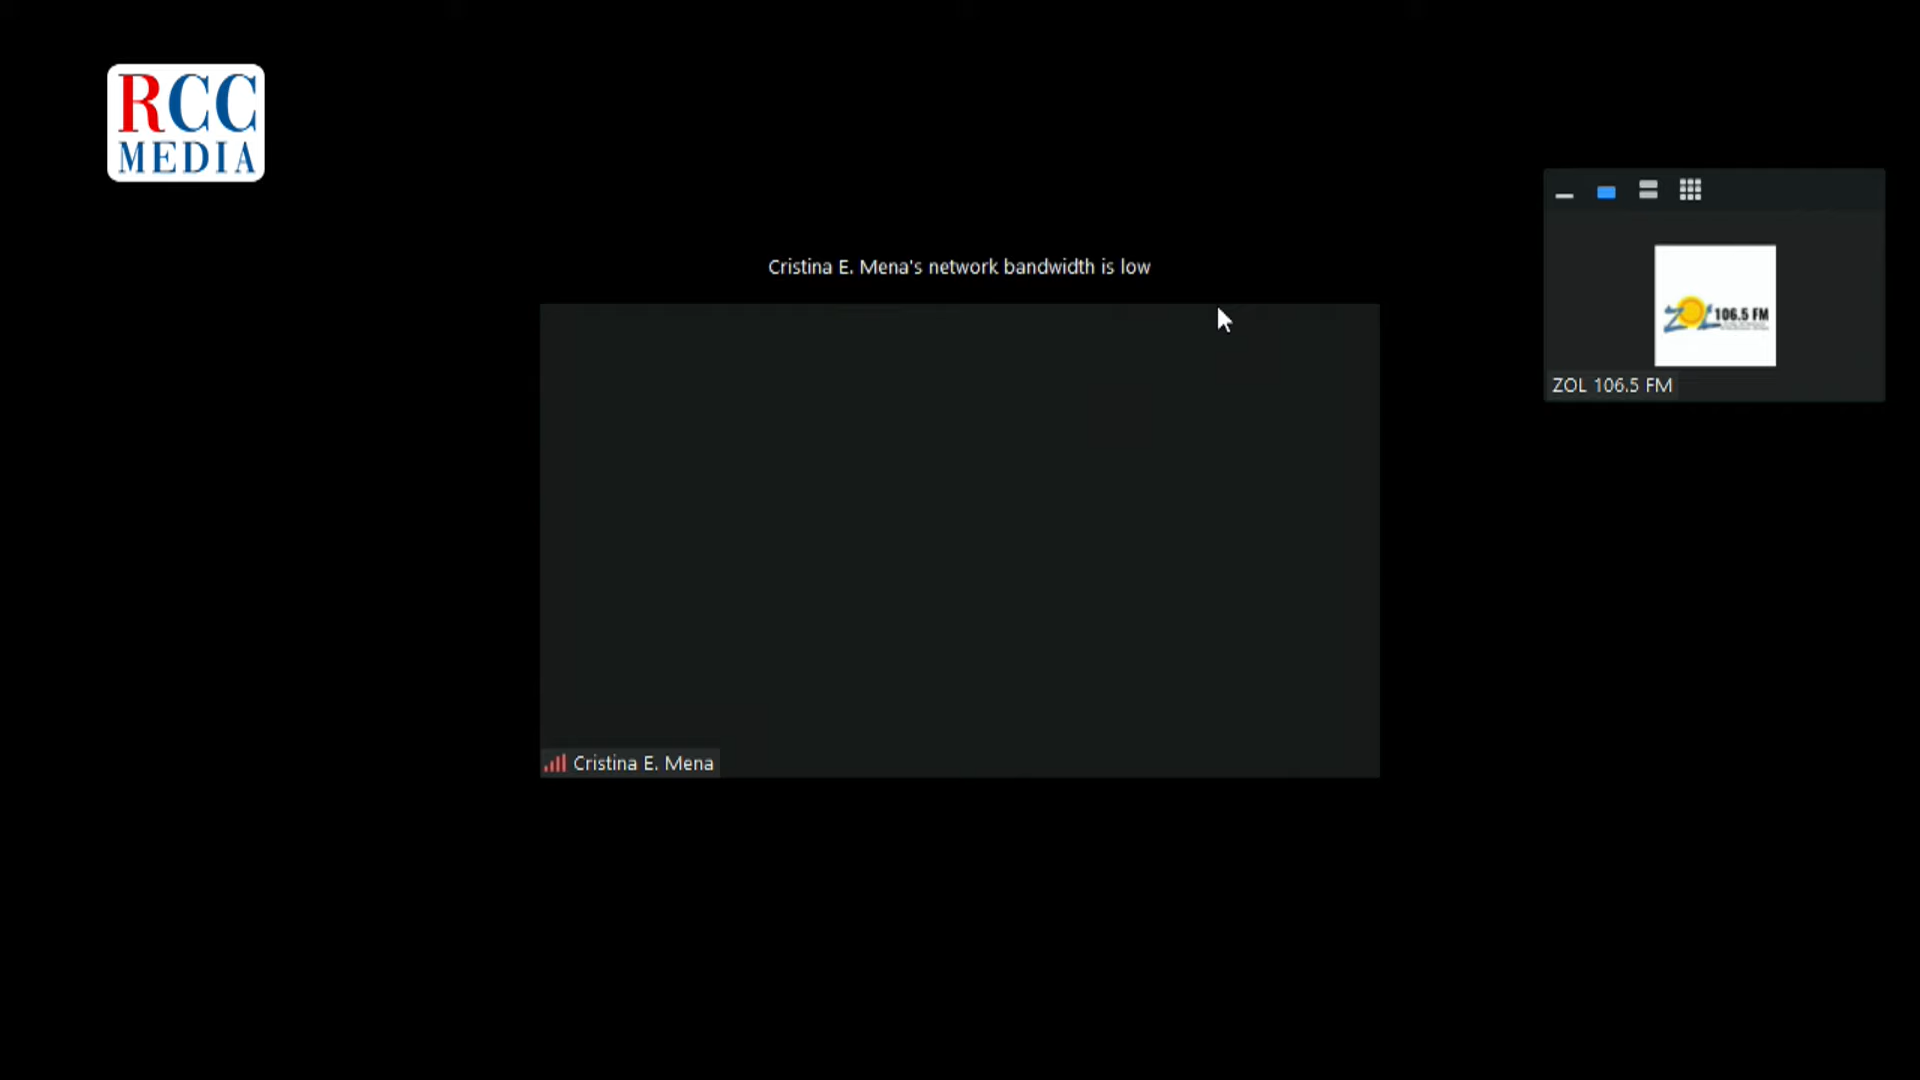 RCC
MEDIA
Cristina E. Mena's network bandwidth is low
106.5 FM
ZOL 106.5 FM
Cristina E. Mena